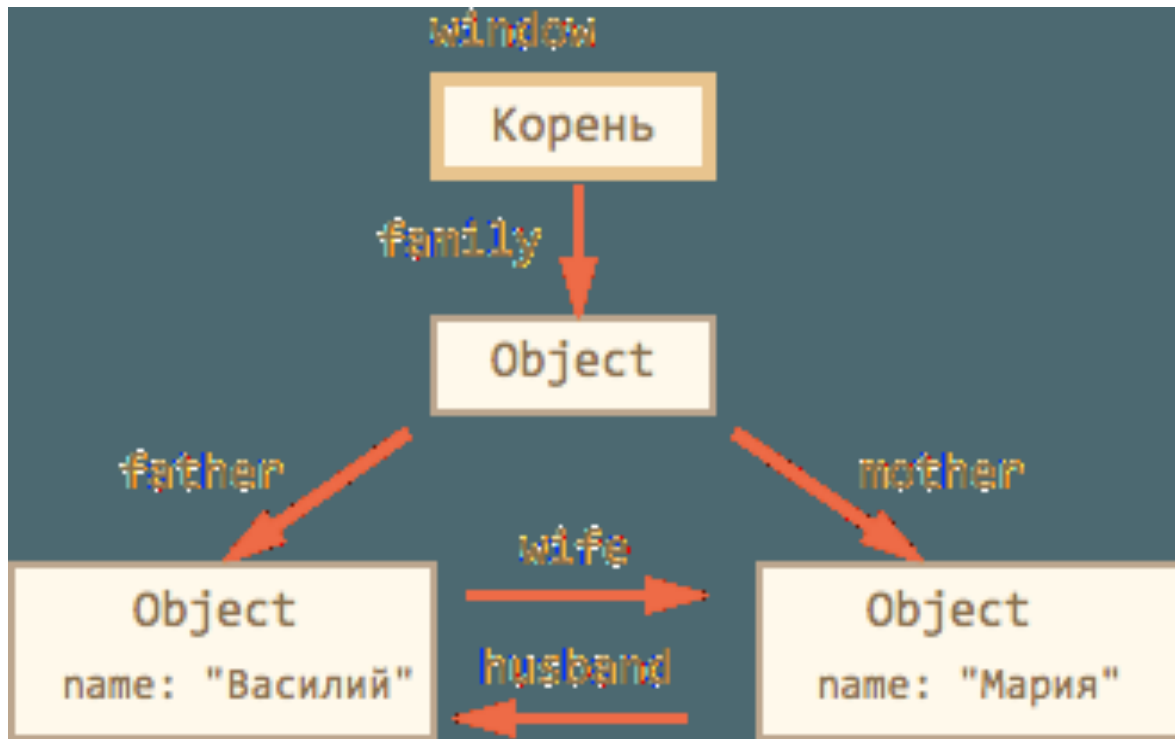 window
Корень
family
Object
father
mother
wife
Object
Object
husband
name: "Василий"
name: "Мария"